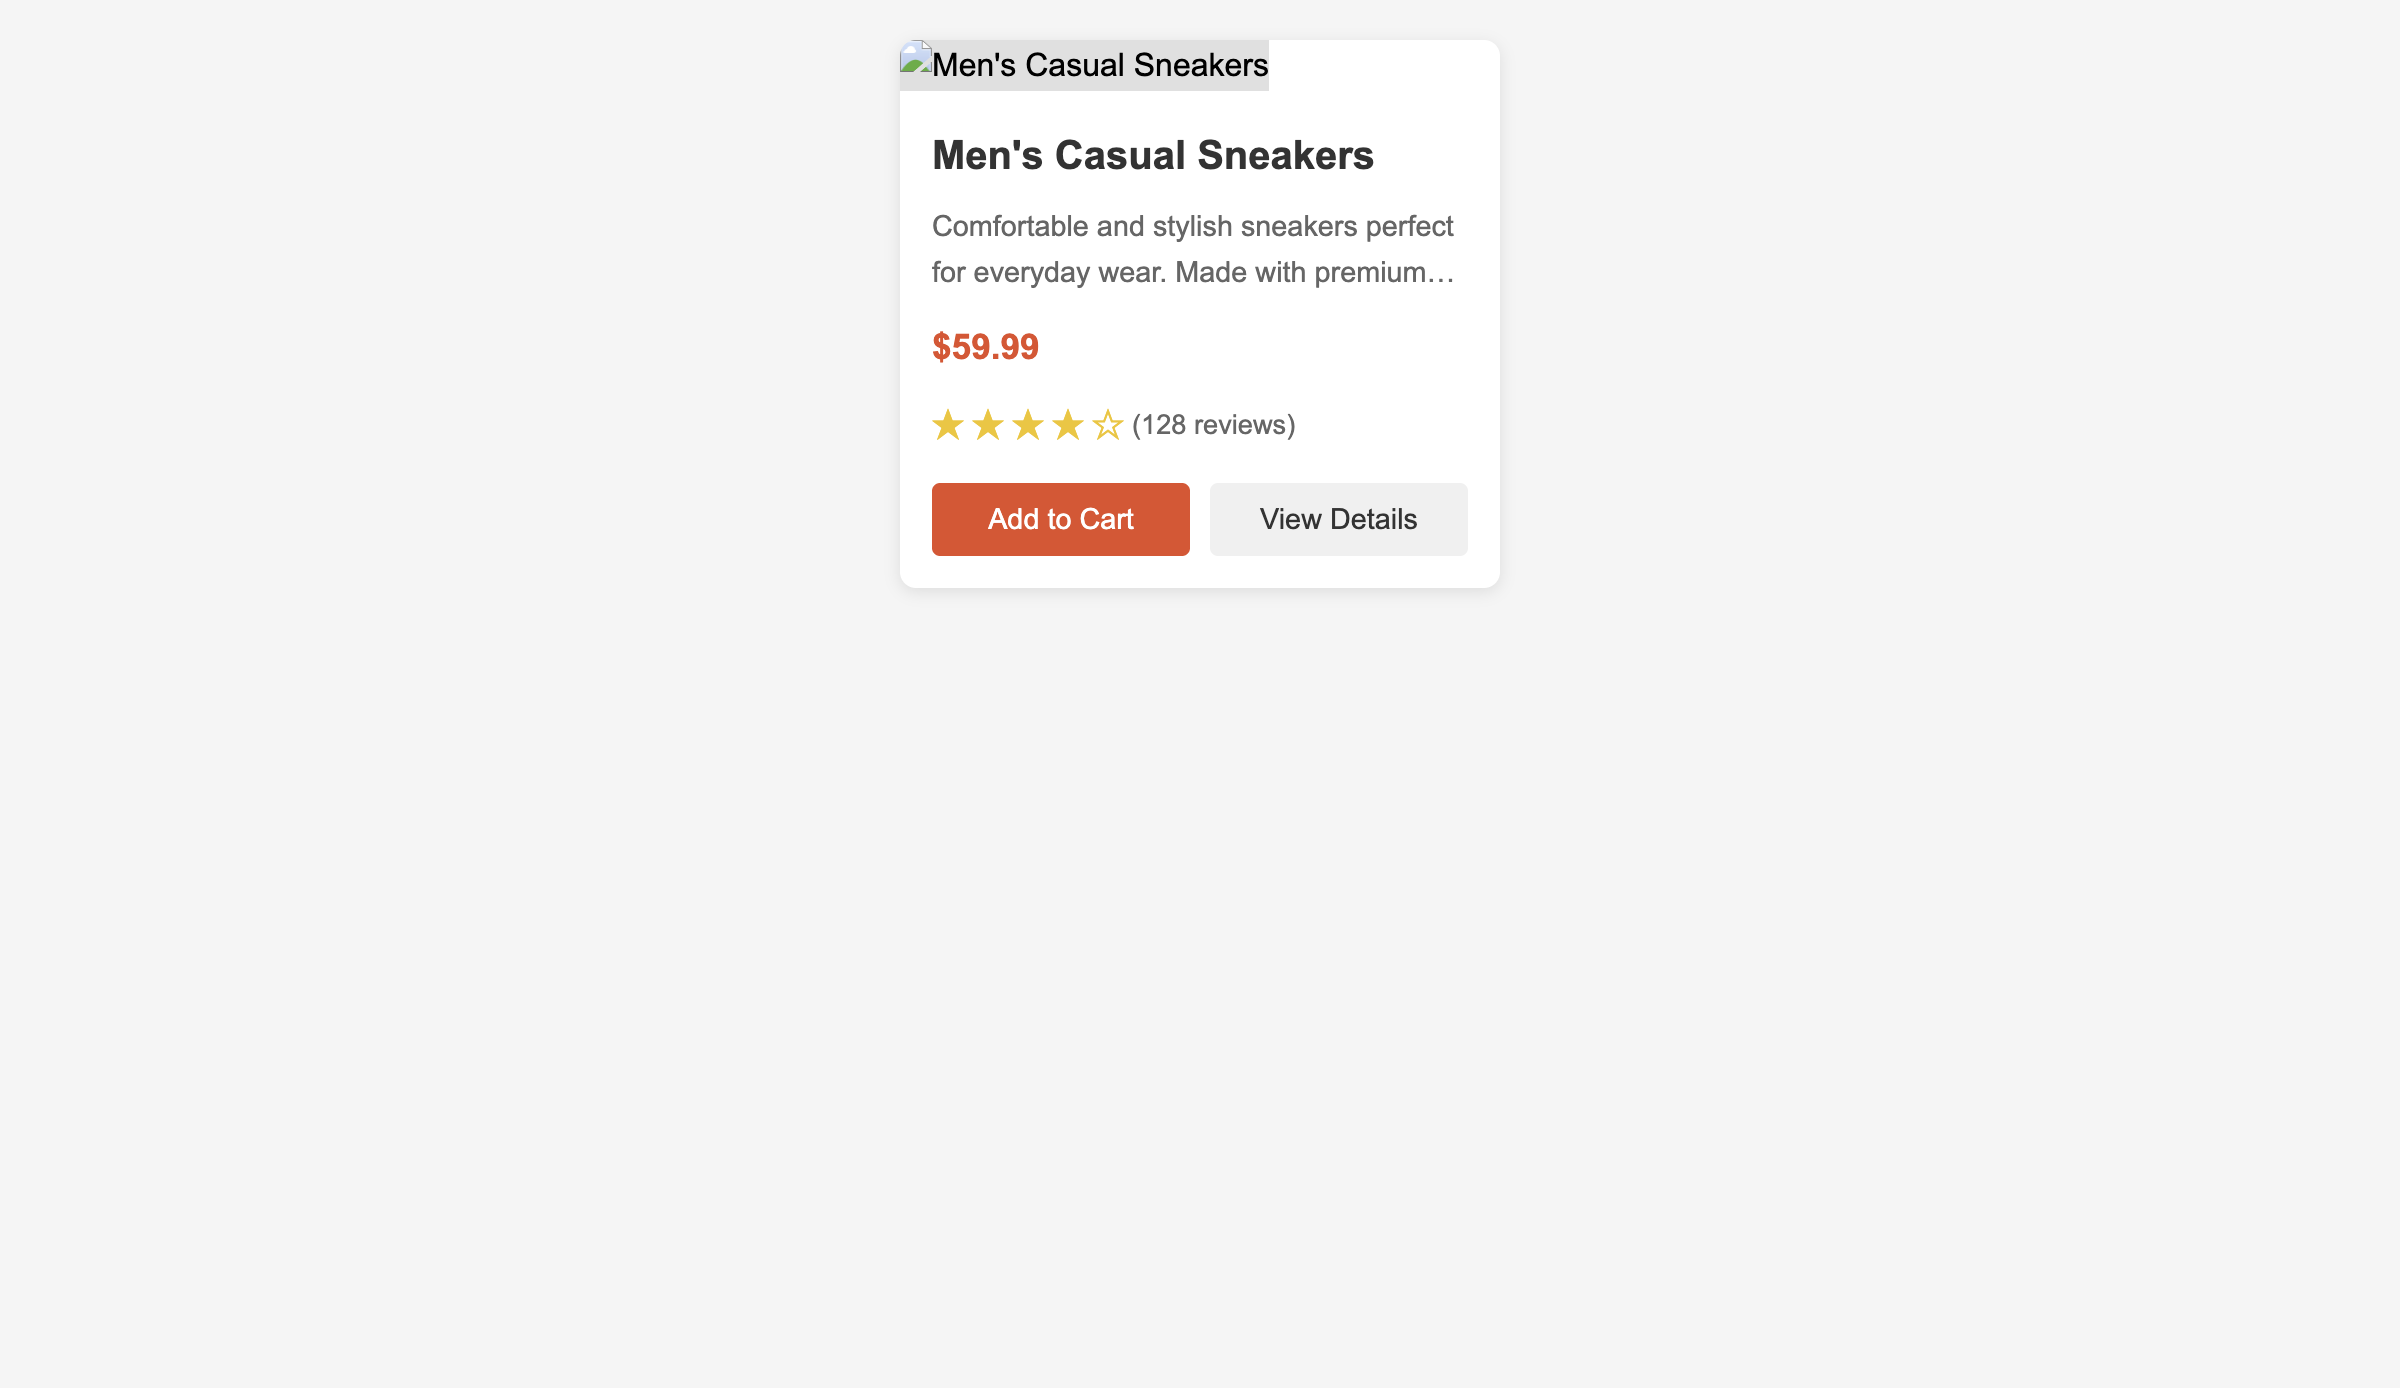 Men's Casual Sneakers
Men's Casual Sneakers
Comfortable and stylish sneakers perfect
for everyday wear. Made with premium…
$59.99
★ ★ ★ ★ ☆ (128 reviews)
Add to Cart
View Details